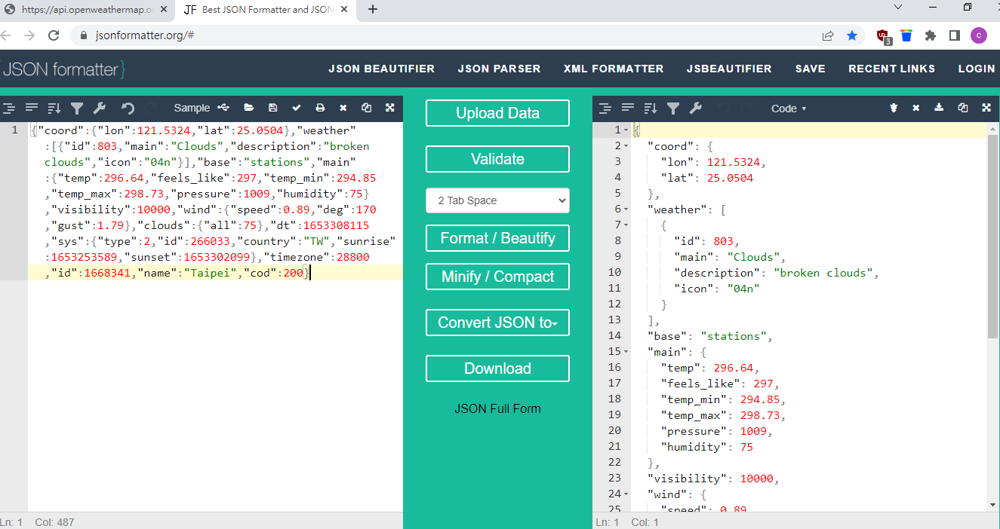 https://api.openweathermap.o
JF Best JSON Formatter and JSON
jsonformatter.org/#
3
C
{JSON formatter}
JSON BEAUTIFIER JSON PARSER XML FORMATTER JSBEAUTIFIER SAVE RECENT LINKS LOGIN
Sample
1
{"coord":{"lon":121.5324,"lat":25.0504},"weather"
:[{"id":803,"main":"Clouds","description":"broken
clouds","icon":"04n"}],"base":"stations","main"
:{"temp":296.64,"feels_like":297,"temp_min":294.85
,"temp_max":298.73,"pressure":1009,"humidity":75}
,"visibility":10000,"wind":{"speed":0.89,"deg":170
,"gust":1.79},"clouds":{"all":75},"dt":1653308115
,"sys":{"type":2,"id":266033,"country":"TW","sunrise"
:1653253589,"sunset":1653302099},"timezone":28800
,"id":1668341,"name":"Taipei","cod":200}
Ln: 1 Col: 487
Upload Data
Validate
2 Tab Space
Format / Beautify
Minify / Compact
Convert JSON to
Download
JSON Full Form
Code
1 {
2 "coord": {
3 "lon": 121.5324,
4 "lat": 25.0504
5 },
6 "weather": [
7 {
8 "id": 803,
9 "main": "Clouds",
10 "description": "broken clouds",
11 "icon": "04n"
12 }
13 ],
14 "base": "stations",
15 "main": {
16 "temp": 296.64,
17 "feels_like": 297,
18 "temp_min": 294.85,
19 "temp_max": 298.73,
20 "pressure": 1009,
21 "humidity": 75
22 },
23 "visibility": 10000,
24 "wind": {
25 "speed": 0.89
Ln: 1 Col: 1